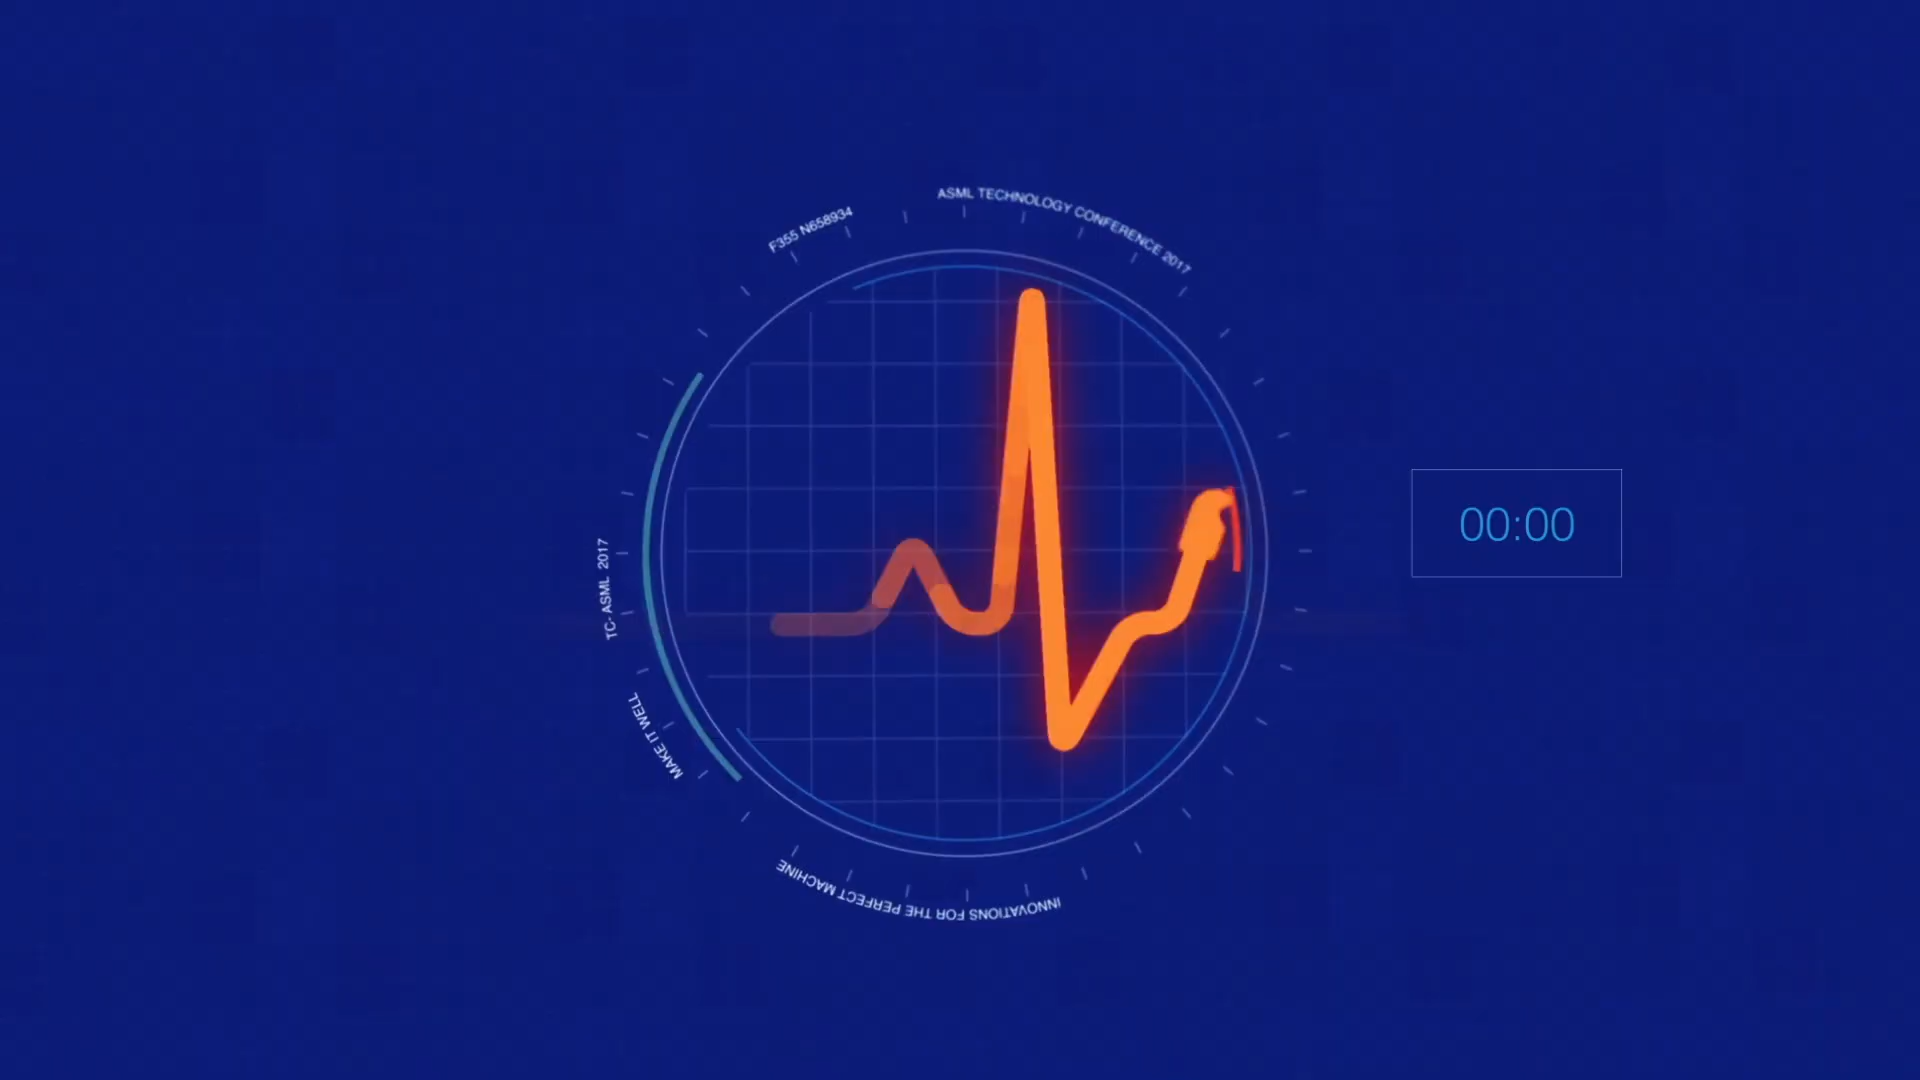 F355 N658934
ASML TECHNOLOGY CONFERENCE 2017
00:00
TC- ASML 2017
MAKE IT WELL
INNOVATIONS FOR THE PERFECT MACHINE